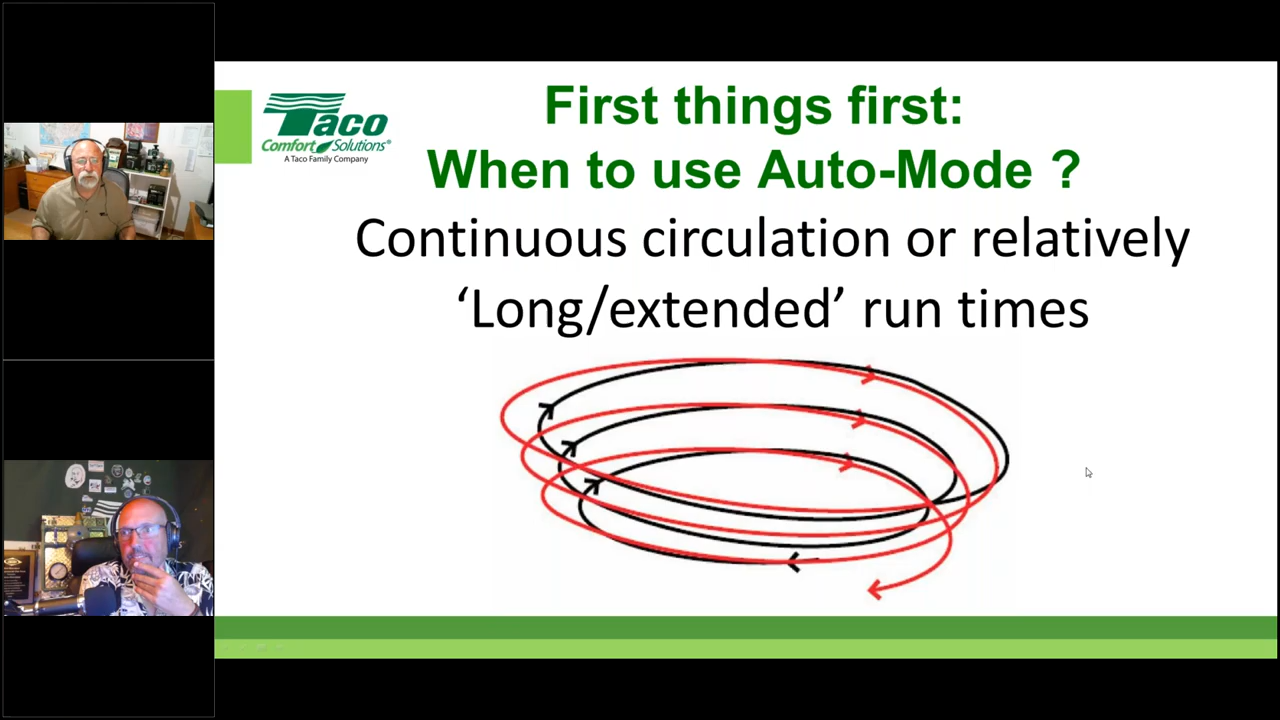 Taco
Comfort Solutions®
A Taco Family Company
First things first:
When to use Auto-Mode ?
Continuous circulation or relatively
‘Long/extended’ run times